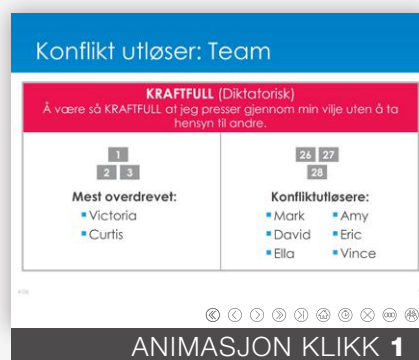 Konflikt utløser: Team
KRAFTFULL (Diktatorisk)
Å være så KRAFTFULL at jeg presser gjennom min vilje uten å ta
hensyn til andre.
1
2 3
Mest overdrevet:
Victoria
Curtis
26 27
28
Konfliktutløsere:
Mark
David
Ella
Amy
Eric
Vince
ANIMASJON KLIKK 1